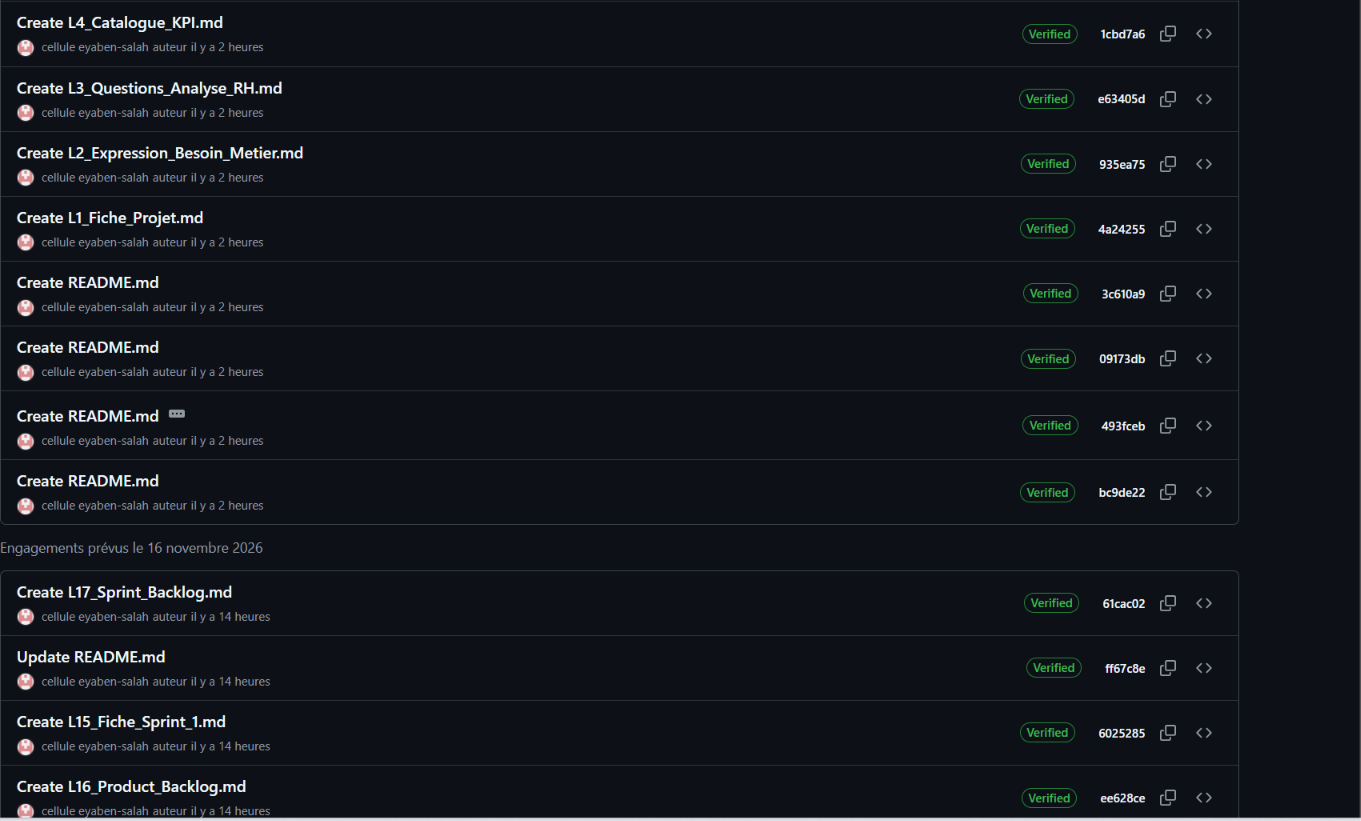 Create L4_Catalogue_KPI.md
cellule eyaben-salah auteur il y a 2 heures
Verified
1cbd7a6
Create L3_Questions_Analyse_RH.md
cellule eyaben-salah auteur il y a 2 heures
Verified
e63405d
Create L2_Expression_Besoin_Metier.md
cellule eyaben-salah auteur il y a 2 heures
Verified
935ea75
Create L1_Fiche_Projet.md
cellule eyaben-salah auteur il y a 2 heures
Verified
4a24255
Create README.md
cellule eyaben-salah auteur il y a 2 heures
Verified
3c610a9
Create README.md
cellule eyaben-salah auteur il y a 2 heures
Verified
09173db
Create README.md
cellule eyaben-salah auteur il y a 2 heures
Verified
493fceb
Create README.md
cellule eyaben-salah auteur il y a 2 heures
Verified
bc9de22
Engagements prévus le 16 novembre 2026
Create L17_Sprint_Backlog.md
cellule eyaben-salah auteur il y a 14 heures
Verified
61cac02
Update README.md
cellule eyaben-salah auteur il y a 14 heures
Verified
ff67c8e
Create L15_Fiche_Sprint_1.md
cellule eyaben-salah auteur il y a 14 heures
Verified
6025285
Create L16_Product_Backlog.md
cellule eyaben-salah auteur il y a 14 heures
Verified
ee628ce